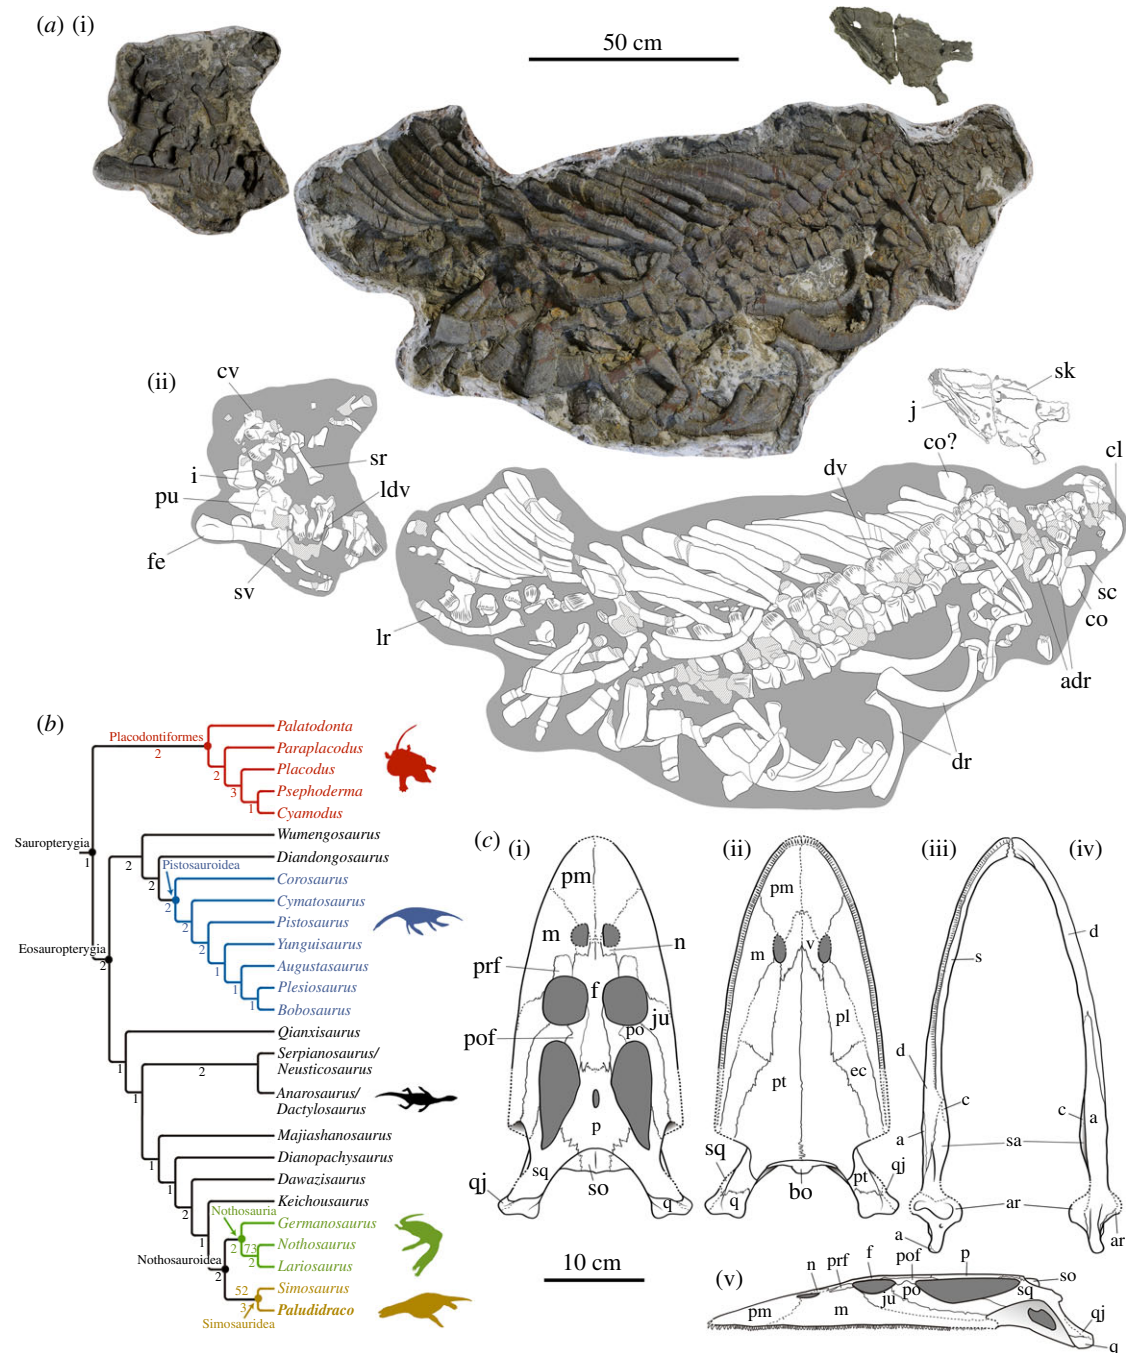 (a) (i)
50 cm
(ii)
cv
sk
j
co?
cl
dv
i
sr
pu
ldv
fe
sv
sc
co
lr
adr
dr
(b)
Placodontiformes
2
Palatodonta
Paraplacodus
2
Placodus
3
Psephoderma
1
Cyamodus
Sauropterygia
1
Wumengosaurus
2
Diandongosaurus
2
Pistosauroidea
Corosaurus
2
Cymatosaurus
2
Pistosaurus
2
Yunguisaurus
1
Augustasaurus
1
Plesiosaurus
1
Bobosaurus
Eosauropterygia
2
Qianxisaurus
1
Serpianosaurus/
Neusticosaurus
2
1
Anarosaurus/
Dactylosaurus
Majiashanosaurus
1
Dianopachysaurus
1
Dawazisaurus
2
Keichousaurus
1
Nothosauria
Germanosaurus
2
73
Nothosaurus
2
Lariosaurus
Nothosauroidea
2
52
Simosaurus
3
Paludidraco
Simosauridea
(c) (i)
pm
m
n
prf
f
ju
pof
po
p
sq
so
qj
q
10 cm
(ii)
pm
m
v
pl
ec
pt
sq
qj
pt
q
bo
(iii)
(iv)
d
s
d
c
c
a
a
sa
ar
a
ar
(v)
n
prf
f
pof
p
so
po
sq
ju
pm
m
qj
q